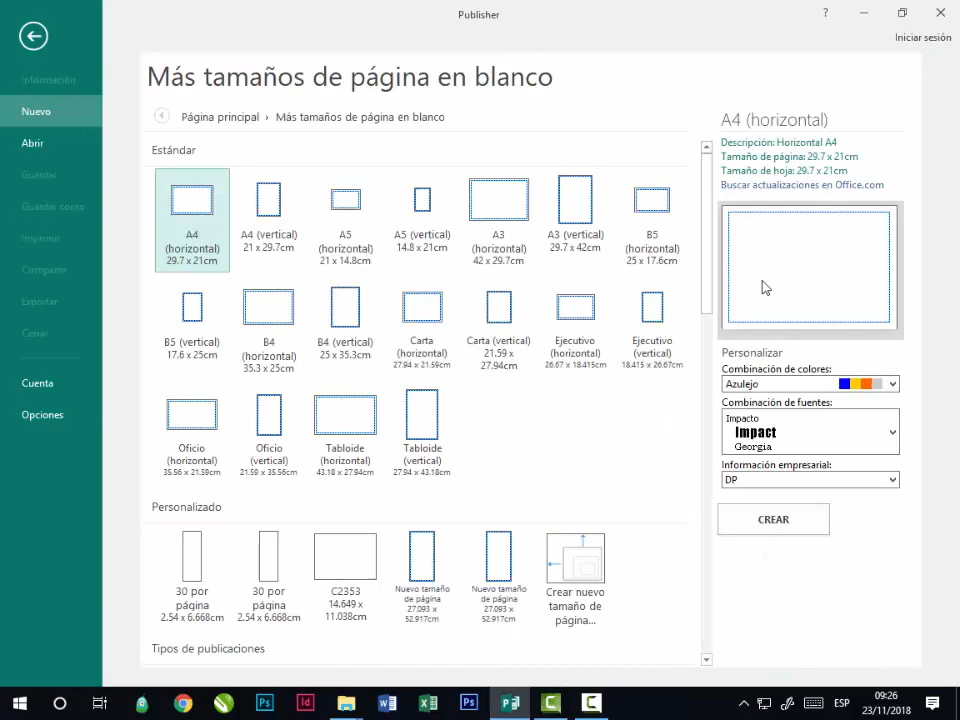 Publisher
?
Iniciar sesión
Información
Nuevo
Abrir
Guardar
Guardar como
Imprimir
Compartir
Exportar
Cerrar
Cuenta
Opciones
Más tamaños de página en blanco
Página principal › Más tamaños de página en blanco
Estándar
A4
(horizontal)
29.7 x 21cm
A4 (vertical)
21 x 29.7cm
A5
(horizontal)
21 x 14.8cm
A5 (vertical)
14.8 x 21cm
A3
(horizontal)
42 x 29.7cm
A3 (vertical)
29.7 x 42cm
B5
(horizontal)
25 x 17.6cm
B5 (vertical)
17.6 x 25cm
B4
(horizontal)
35.3 x 25cm
B4 (vertical)
25 x 35.3cm
Carta
(horizontal)
27.94 x 21.59cm
Carta (vertical)
21.59 x
27.94cm
Ejecutivo
(horizontal)
26.67 x 18.415cm
Ejecutivo
(vertical)
18.415 x 26.67cm
Oficio
(horizontal)
35.56 x 21.59cm
Oficio
(vertical)
21.59 x 35.56cm
Tabloide
(horizontal)
43.18 x 27.94cm
Tabloide
(vertical)
27.94 x 43.18cm
Personalizado
30 por
página
2.54 x 6.668cm
30 por
página
2.54 x 6.668cm
C2353
14.649 x
11.038cm
Nuevo tamaño
de página
27.093 x
52.917cm
Nuevo tamaño
de página
27.093 x
52.917cm
Crear nuevo
tamaño de
página...
Tipos de publicaciones
A4 (horizontal)
Descripción: Horizontal A4
Tamaño de página: 29.7 x 21cm
Tamaño de hoja: 29.7 x 21cm
Buscar actualizaciones en Office.com
Personalizar
Combinación de colores:
Azulejo
Combinación de fuentes:
Impacto
Impact
Georgia
Información empresarial:
DP
CREAR
Ps
Id
Ps
ESP
09:26
23/11/2018